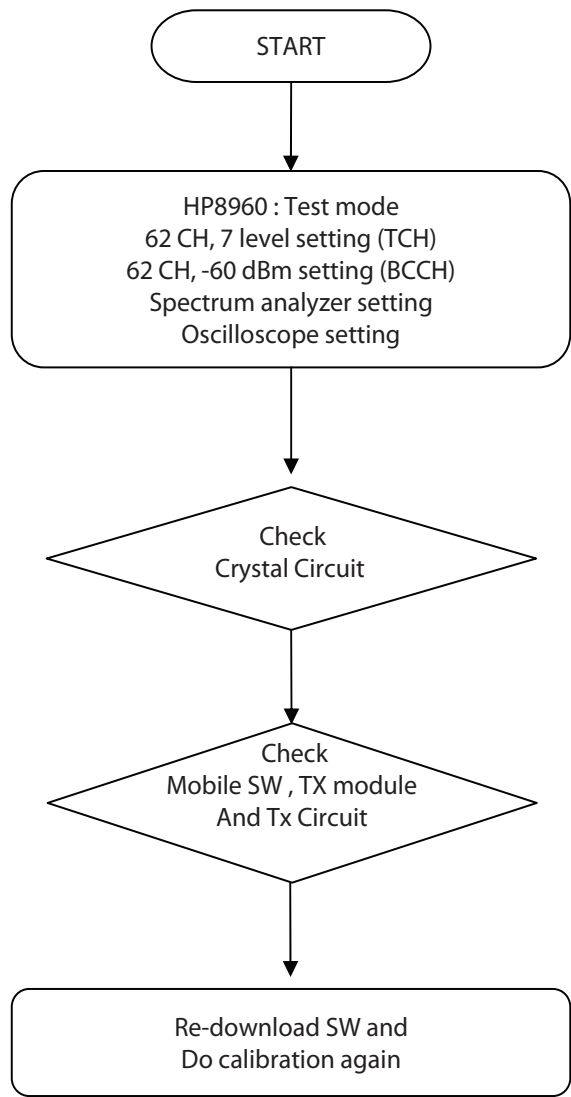 START
HP8960 : Test mode
62 CH, 7 level setting (TCH)
62 CH, -60 dBm setting (BCCH)
Spectrum analyzer setting
Oscilloscope setting
Check
Crystal Circuit
Check
Mobile SW , TX module
And Tx Circuit
Re-download SW and
Do calibration again